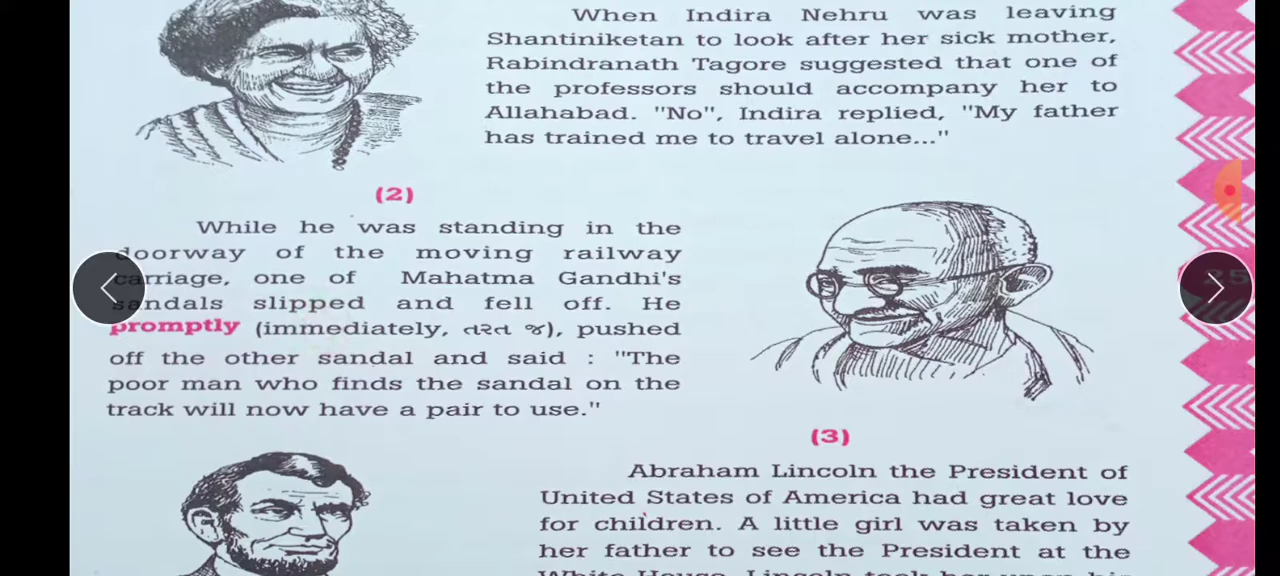 When Indira Nehru was leaving
Shantiniketan to look after her sick mother,
Rabindranath Tagore suggested that one of
the professors should accompany her to
Allahabad. "No", Indira replied, "My father
has trained me to travel alone..."
(2)
While he was standing in the
doorway of the moving railway
carriage, one of Mahatma Gandhi's
sandals slipped and fell off. He
promptly (immediately, તરત જ), pushed
off the other sandal and said : "The
poor man who finds the sandal on the
track will now have a pair to use."
(3)
Abraham Lincoln the President of
United States of America had great love
for children. A little girl was taken by
her father to see the President at the